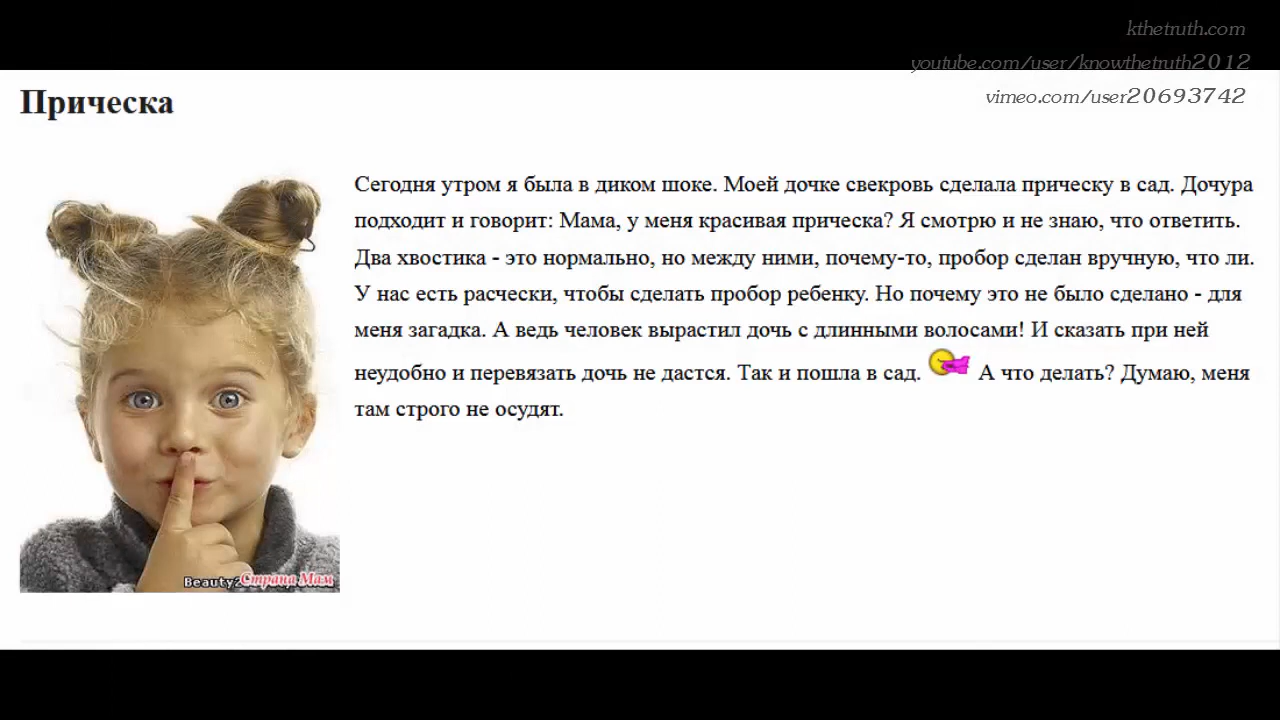 kthetruth.com
youtube.com/user/knowthetruth2012
vimeo.com/user20693742
Прическа
Сегодня утром я была в диком шоке. Моей дочке свекровь сделала прическу в сад. Дочура
подходит и говорит: Мама, у меня красивая прическа? Я смотрю и не знаю, что ответить.
Два хвостика - это нормально, но между ними, почему-то, пробор сделан вручную, что ли.
У нас есть расчески, чтобы сделать пробор ребенку. Но почему это не было сделано - для
меня загадка. А ведь человек вырастил дочь с длинными волосами! И сказать при ней
неудобно и перевязать дочь не дастся. Так и пошла в сад. А что делать? Думаю, меня
там строго не осудят.
Beauty2 Страна Мам